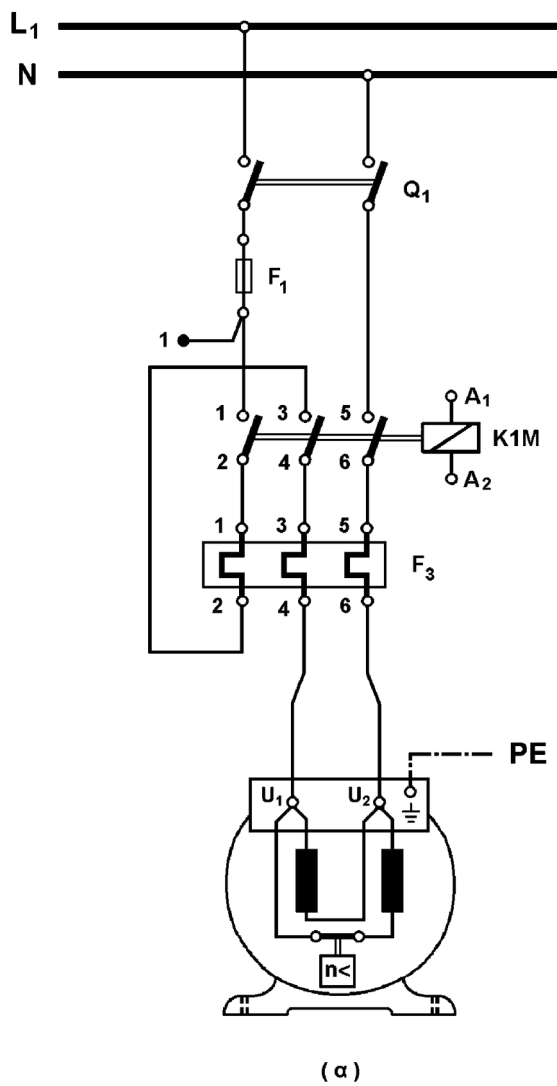 L₁
N
Q₁
F₁
1
1 3 5 A₁
K1M
2 4 6 A₂
1 3 5
F₃
2 4 6
PE
U₁ U₂
n<
( α )